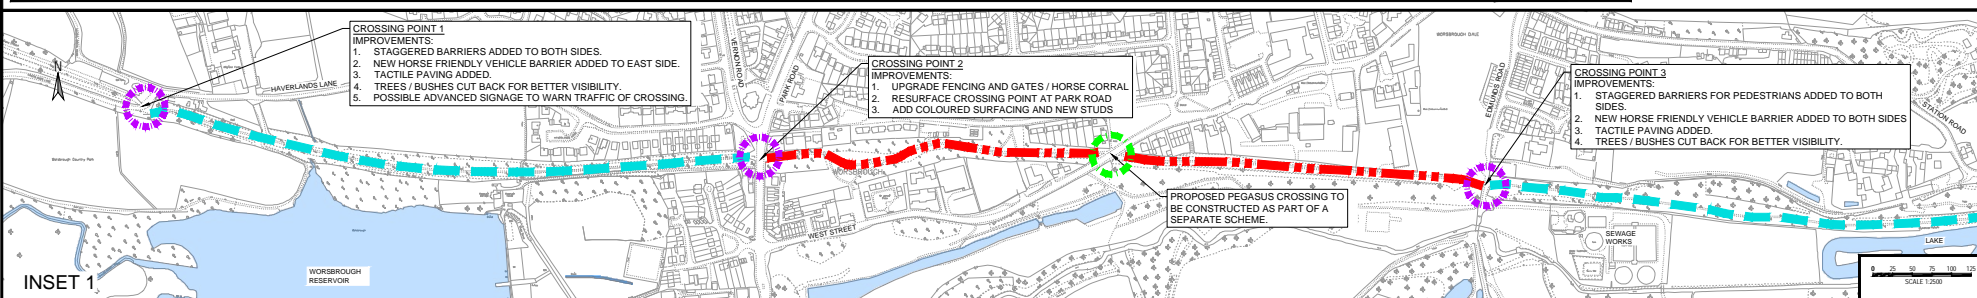 CROSSING POINT 1
IMPROVEMENTS:
1. STAGGERED BARRIERS ADDED TO BOTH SIDES.
2. NEW HORSE FRIENDLY VEHICLE BARRIER ADDED TO EAST SIDE.
3. TACTILE PAVING ADDED.
4. TREES / BUSHES CUT BACK FOR BETTER VISIBILITY.
5. POSSIBLE ADVANCED SIGNAGE TO WARN TRAFFIC OF CROSSING.
N
HAVERLANDS LANE
VERNON ROAD
PARK ROAD
CROSSING POINT 2
IMPROVEMENTS:
1. UPGRADE FENCING AND GATES / HORSE CORRAL
2. RESURFACE CROSSING POINT AT PARK ROAD
3. ADD COLOURED SURFACING AND NEW STUDS
WORSBROUGH DALE
EDMUNDS ROAD
CROSSING POINT 3
IMPROVEMENTS:
1. STAGGERED BARRIERS FOR PEDESTRIANS ADDED TO BOTH
SIDES.
2. NEW HORSE FRIENDLY VEHICLE BARRIER ADDED TO BOTH SIDES
3. TACTILE PAVING ADDED.
4. TREES / BUSHES CUT BACK FOR BETTER VISIBILITY.
STATION ROAD
WORSBROUGH
PROPOSED PEGASUS CROSSING TO
BE CONSTRUCTED AS PART OF A
SEPARATE SCHEME.
WEST STREET
SEWAGE
WORKS
LAKE
WORSBROUGH
RESERVOIR
INSET 1
0 25 50 75 100 125
SCALE 1:2500